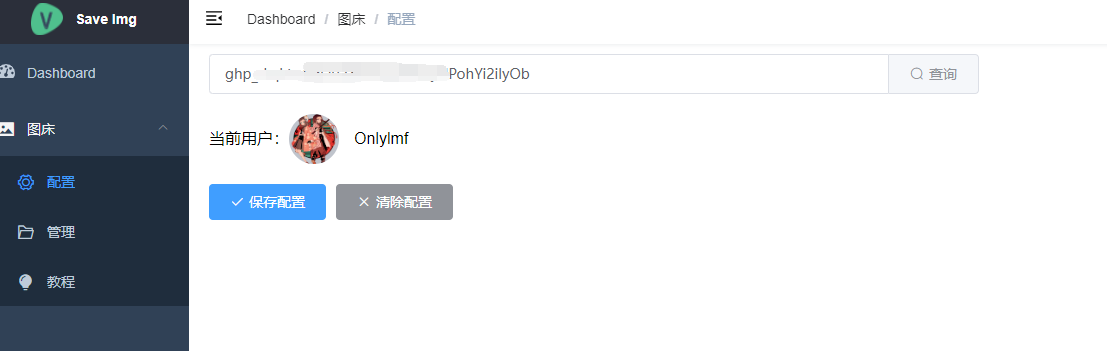 Save Img
Dashboard / 图床 / 配置
Dashboard
图床
配置
管理
教程
ghp_ PohYi2ilyOb
查询
当前用户： Onlylmf
保存配置
清除配置